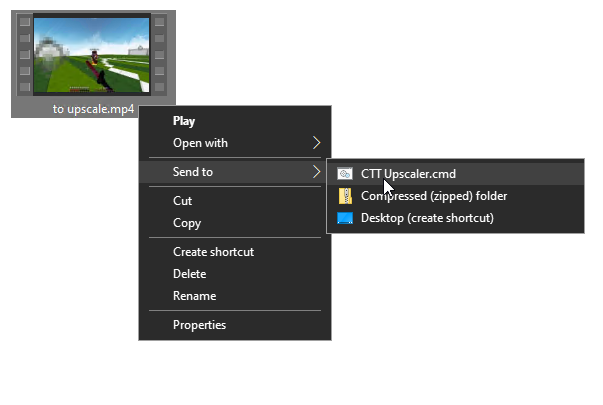 to upscale.mp4
Play
Open with
Send to
CTT Upscaler.cmd
Compressed (zipped) folder
Desktop (create shortcut)
Cut
Copy
Create shortcut
Delete
Rename
Properties